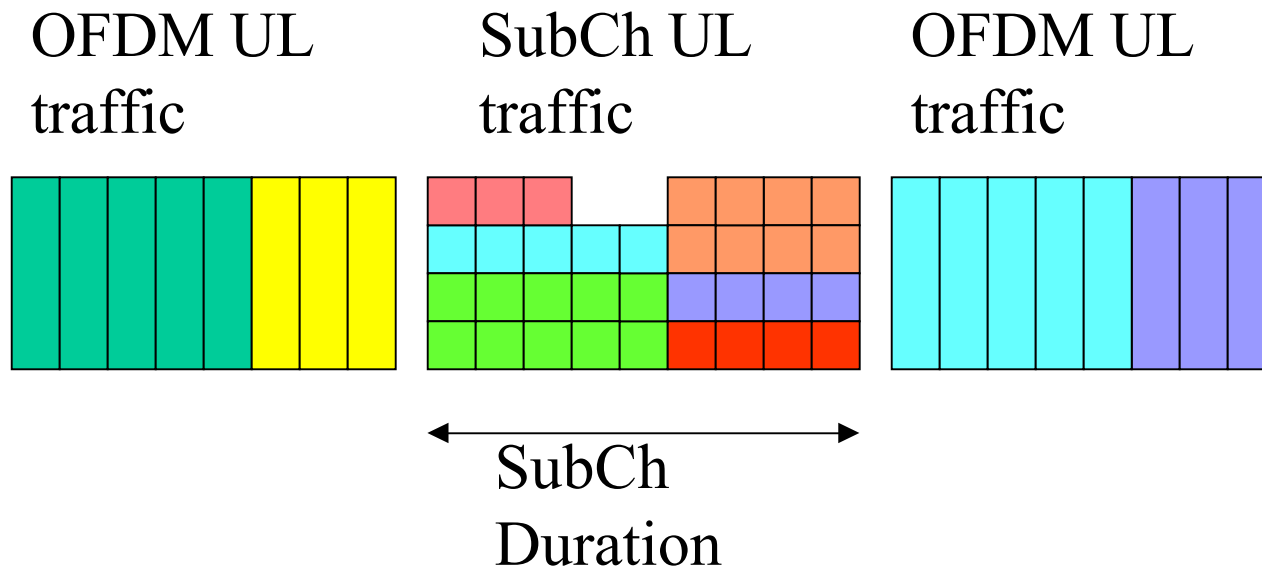 OFDM UL
traffic
SubCh UL
traffic
OFDM UL
traffic
SubCh
Duration